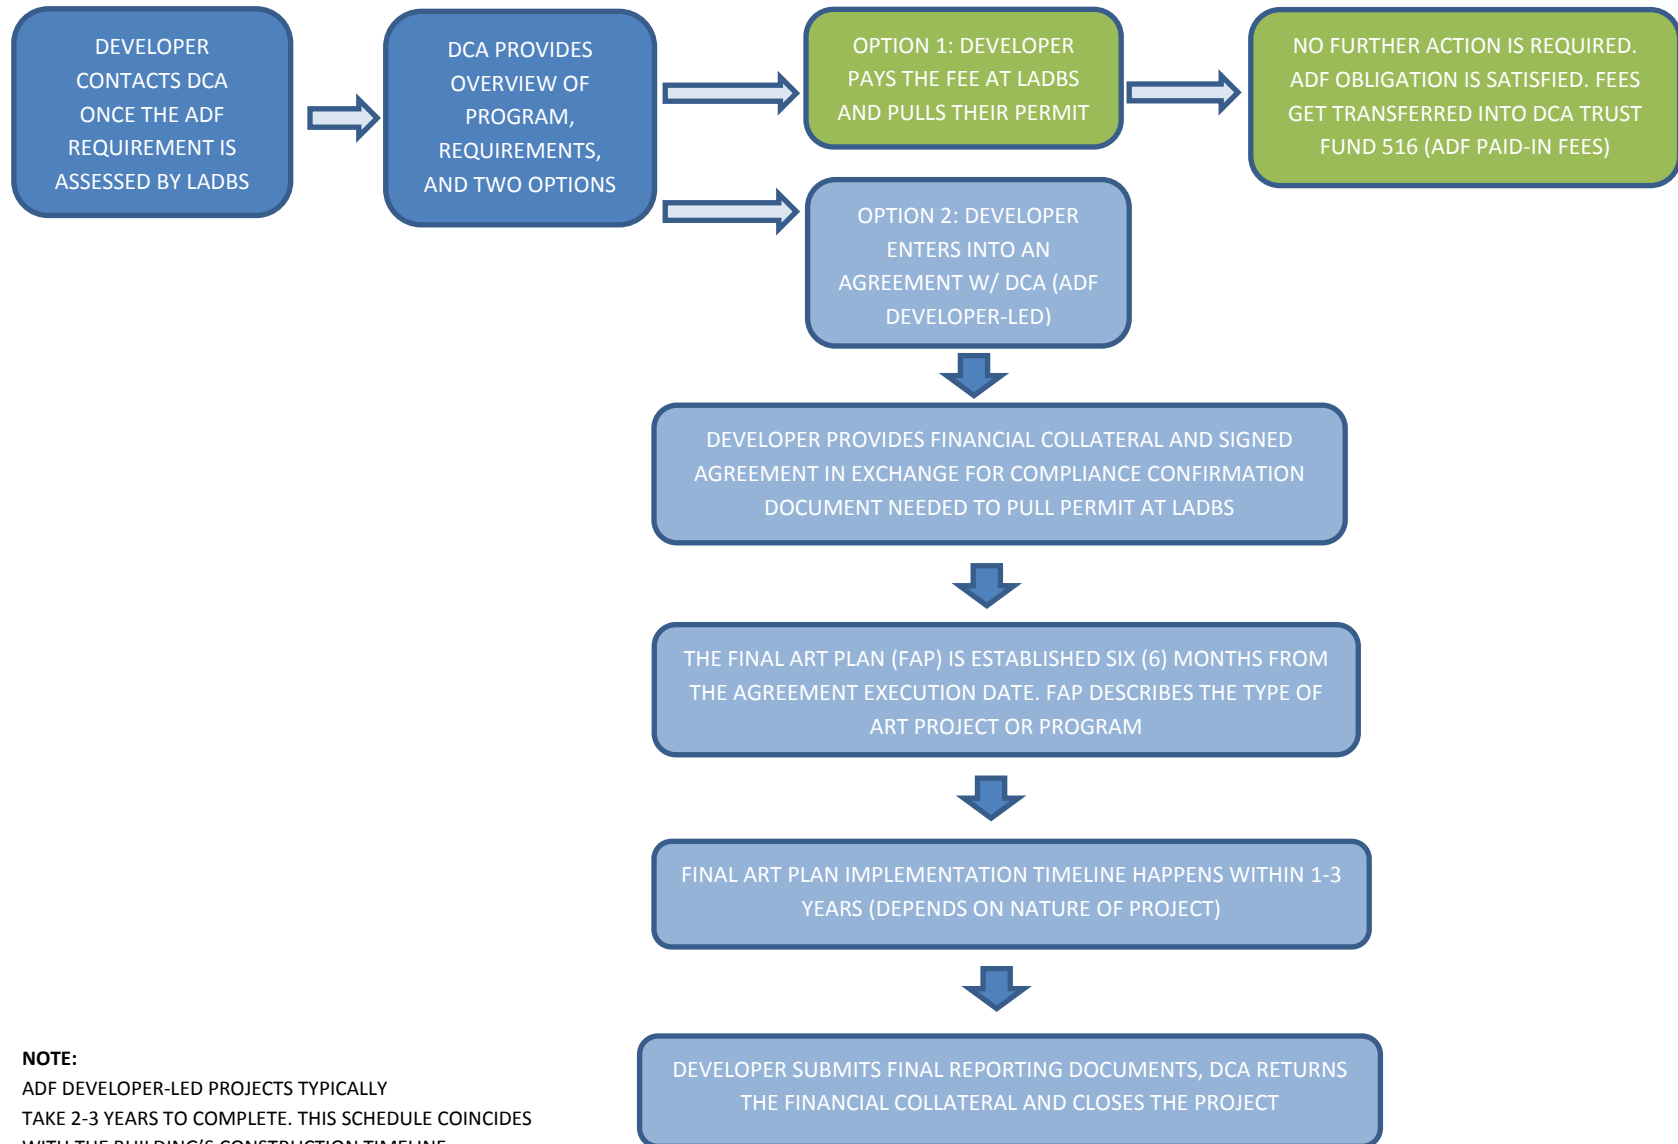 DEVELOPER
CONTACTS DCA
ONCE THE ADF
REQUIREMENT IS
ASSESSED BY LADBS
DCA PROVIDES
OVERVIEW OF
PROGRAM,
REQUIREMENTS,
AND TWO OPTIONS
OPTION 1: DEVELOPER
PAYS THE FEE AT LADBS
AND PULLS THEIR PERMIT
NO FURTHER ACTION IS REQUIRED.
ADF OBLIGATION IS SATISFIED. FEES
GET TRANSFERRED INTO DCA TRUST
FUND 516 (ADF PAID-IN FEES)
OPTION 2: DEVELOPER
ENTERS INTO AN
AGREEMENT W/ DCA (ADF
DEVELOPER-LED)
DEVELOPER PROVIDES FINANCIAL COLLATERAL AND SIGNED
AGREEMENT IN EXCHANGE FOR COMPLIANCE CONFIRMATION
DOCUMENT NEEDED TO PULL PERMIT AT LADBS
THE FINAL ART PLAN (FAP) IS ESTABLISHED SIX (6) MONTHS FROM
THE AGREEMENT EXECUTION DATE. FAP DESCRIBES THE TYPE OF
ART PROJECT OR PROGRAM
FINAL ART PLAN IMPLEMENTATION TIMELINE HAPPENS WITHIN 1-3
YEARS (DEPENDS ON NATURE OF PROJECT)
DEVELOPER SUBMITS FINAL REPORTING DOCUMENTS, DCA RETURNS
THE FINANCIAL COLLATERAL AND CLOSES THE PROJECT
NOTE:
ADF DEVELOPER-LED PROJECTS TYPICALLY
TAKE 2-3 YEARS TO COMPLETE. THIS SCHEDULE COINCIDES
WITH THE BUILDING'S CONSTRUCTION TIMELINE